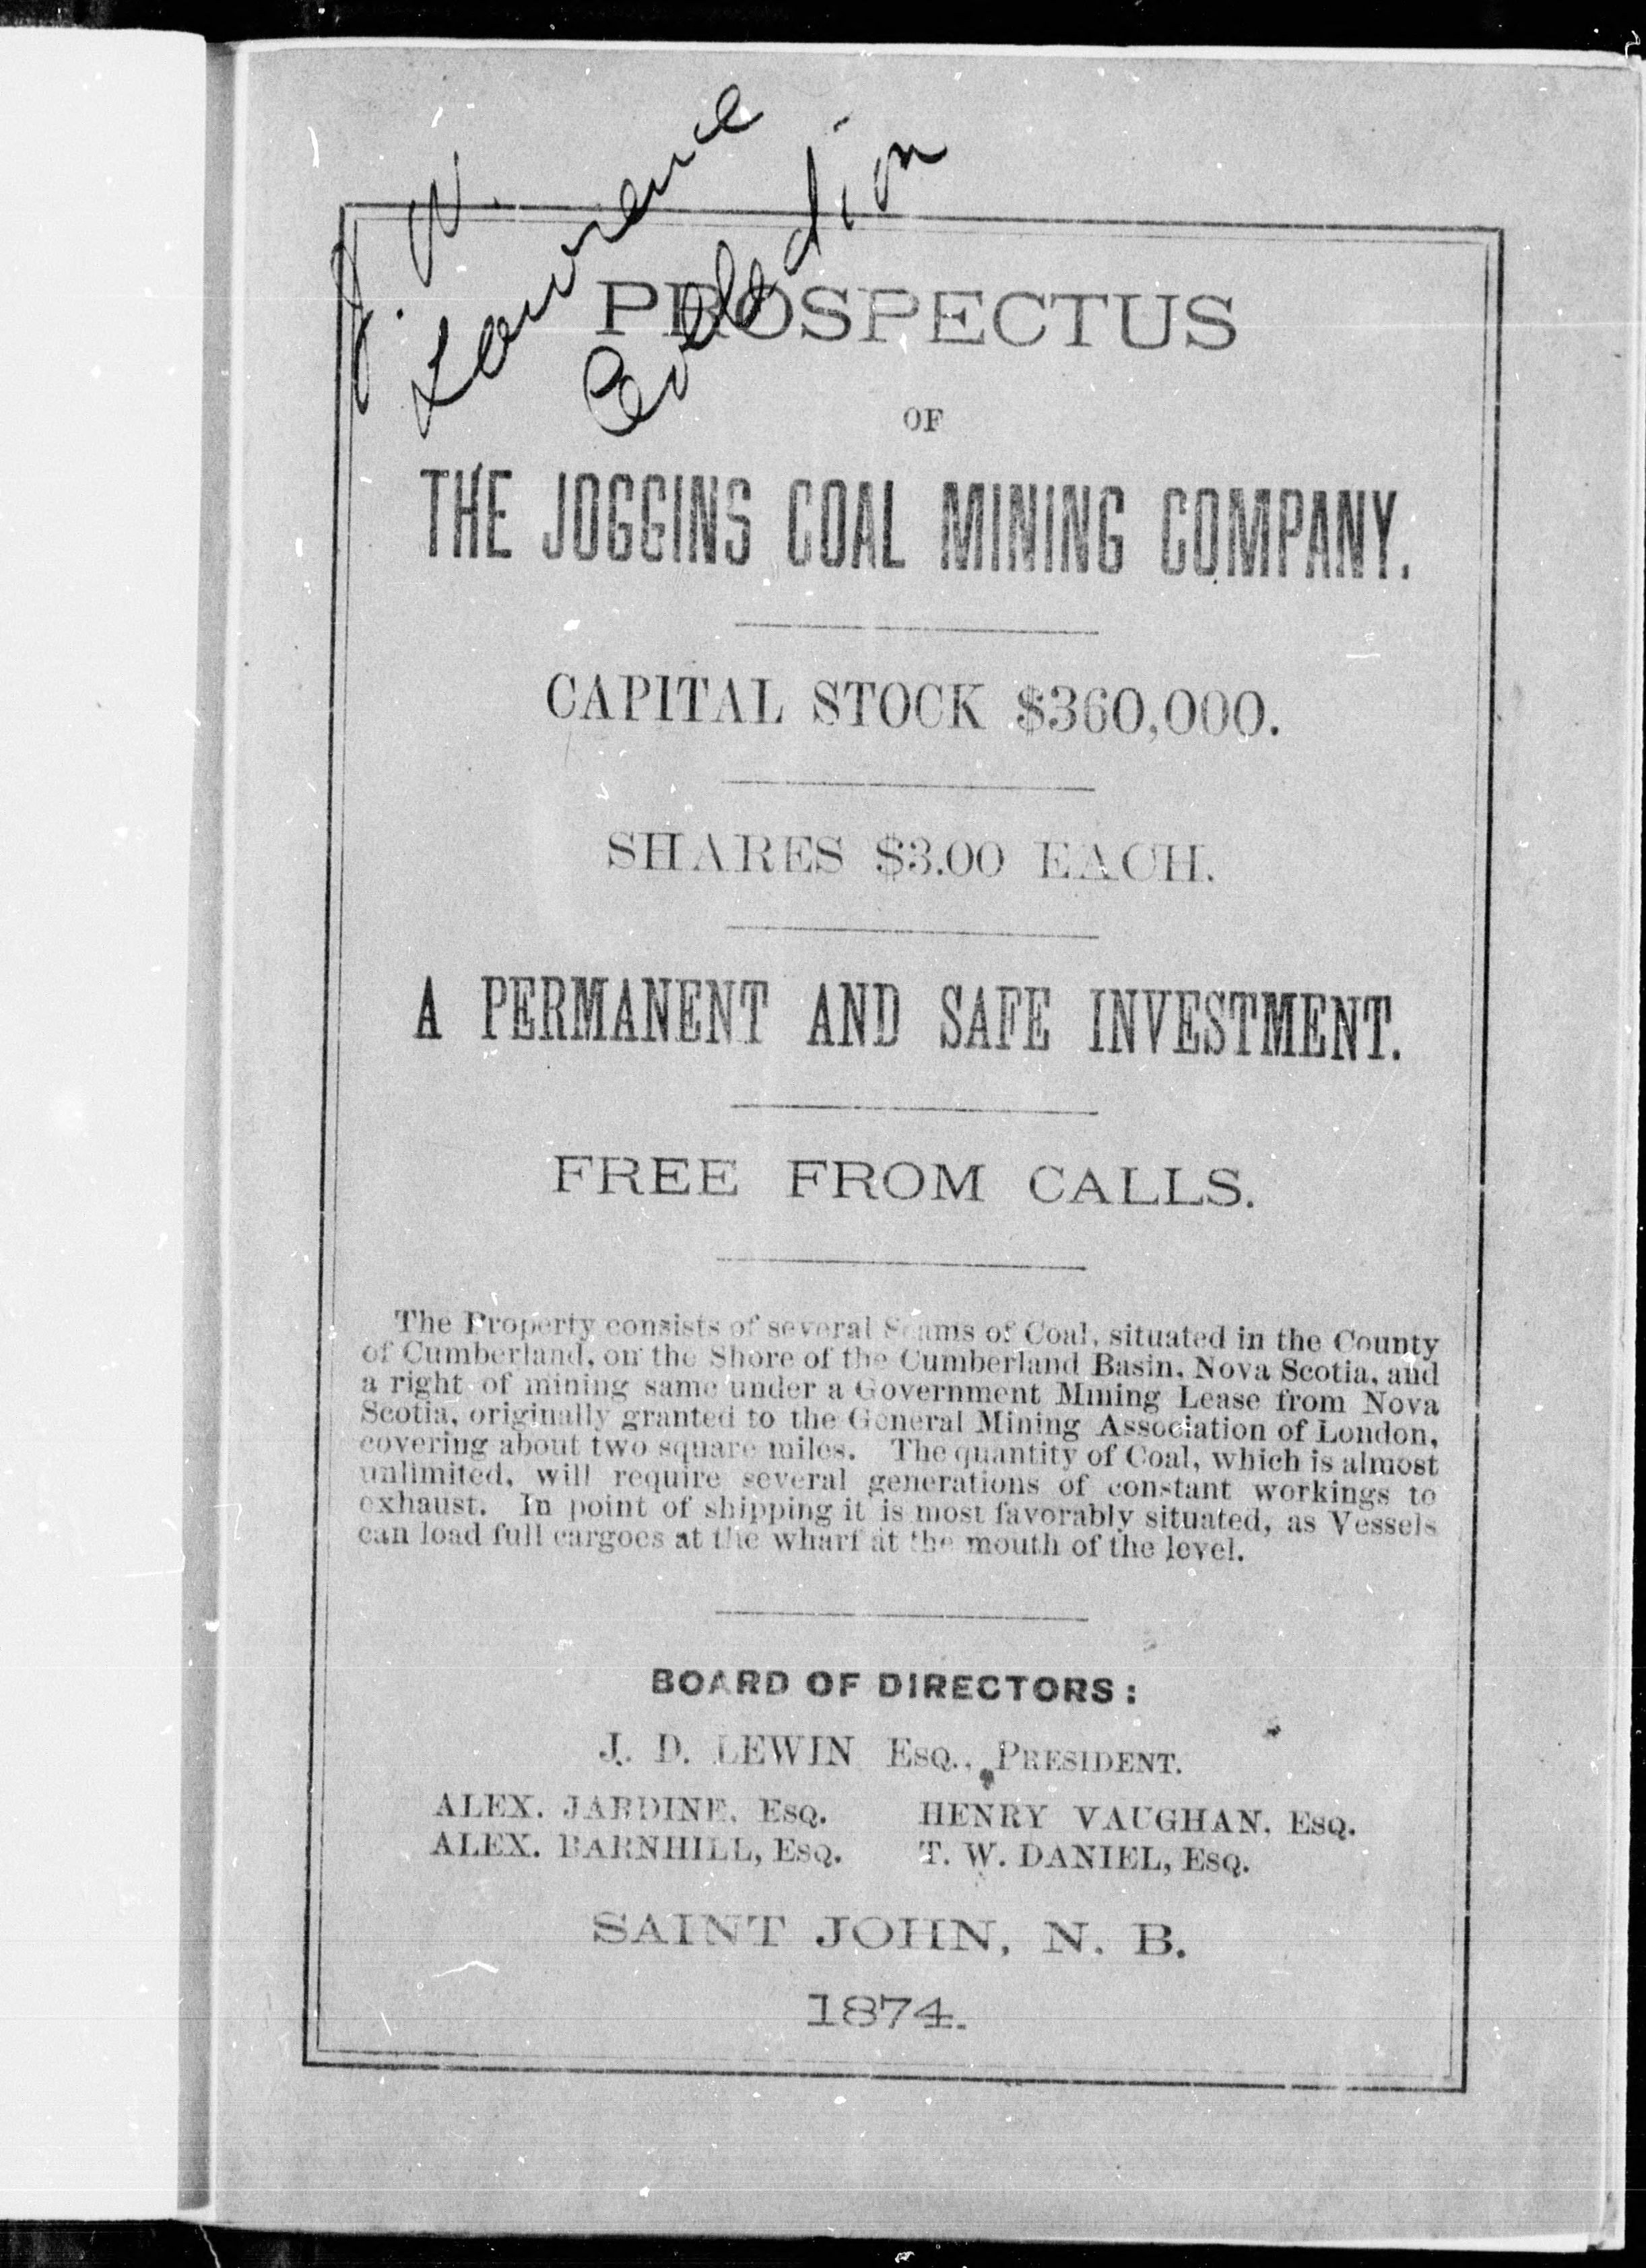 J. W.
Lawrence
Collection
PROSPECTUS
OF
THE JOGGINS COAL MINING COMPANY.
CAPITAL STOCK $360,000.
SHARES $3.00 EACH.
A PERMANENT AND SAFE INVESTMENT.
FREE FROM CALLS.
The Property consists of several Seams of Coal, situated in the County
of Cumberland, on the Shore of the Cumberland Basin, Nova Scotia, and
a right of mining same under a Government Mining Lease from Nova
Scotia, originally granted to the General Mining Association of London,
covering about two square miles. The quantity of Coal, which is almost
unlimited, will require several generations of constant workings to
exhaust. In point of shipping it is most favorably situated, as Vessels
can load full cargoes at the wharf at the mouth of the level.
BOARD OF DIRECTORS:
J. D. LEWIN ESQ., PRESIDENT.
ALEX. JARDINE, ESQ. HENRY VAUGHAN, ESQ.
ALEX. BARNHILL, ESQ. T. W. DANIEL, ESQ.
SAINT JOHN, N. B.
1874.